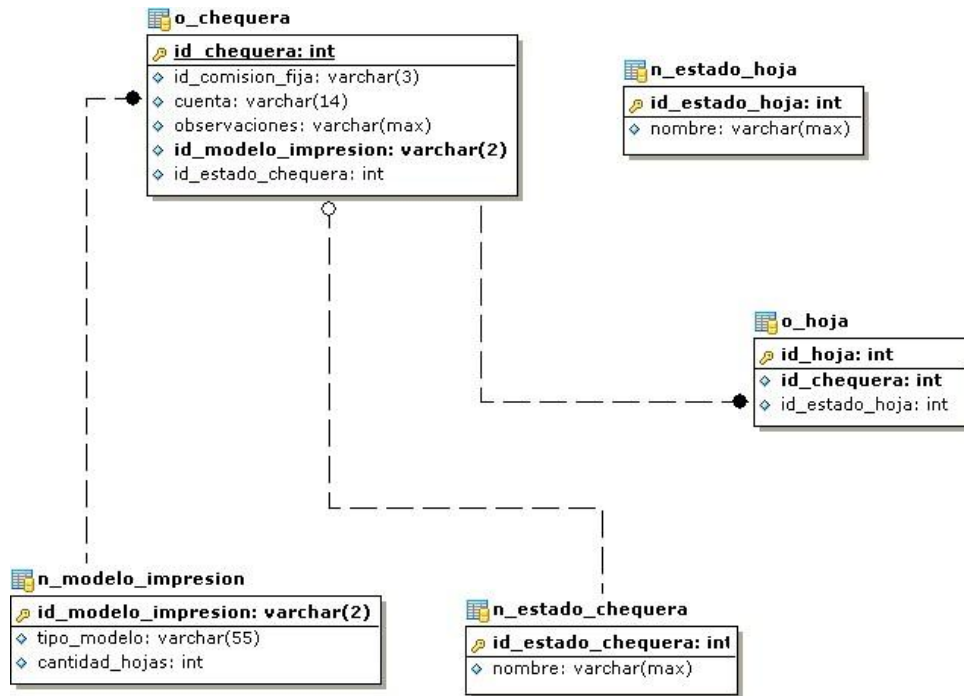 o_chequera
id_chequera: int
id_comision_fija: varchar(3)
cuenta: varchar(14)
observaciones: varchar(max)
id_modelo_impresion: varchar(2)
id_estado_chequera: int
n_estado_hoja
id_estado_hoja: int
nombre: varchar(max)
o_hoja
id_hoja: int
id_chequera: int
id_estado_hoja: int
n_modelo_impresion
id_modelo_impresion: varchar(2)
tipo_modelo: varchar(55)
cantidad_hojas: int
n_estado_chequera
id_estado_chequera: int
nombre: varchar(max)